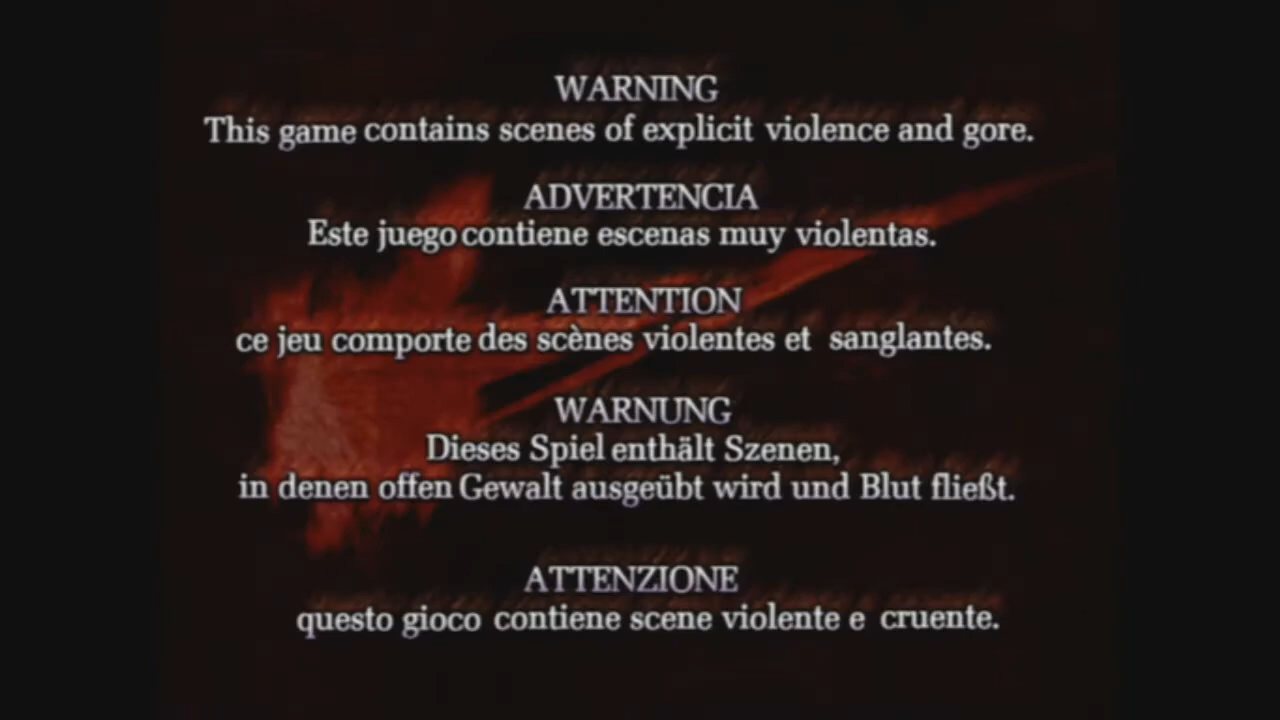 WARNING
This game contains scenes of explicit violence and gore.
ADVERTENCIA
Este juego contiene escenas muy violentas.
ATTENTION
ce jeu comporte des scènes violentes et sanglantes.
WARNUNG
Dieses Spiel enthält Szenen,
in denen offen Gewalt ausgeübt wird und Blut fließt.
ATTENZIONE
questo gioco contiene scene violente e cruente.